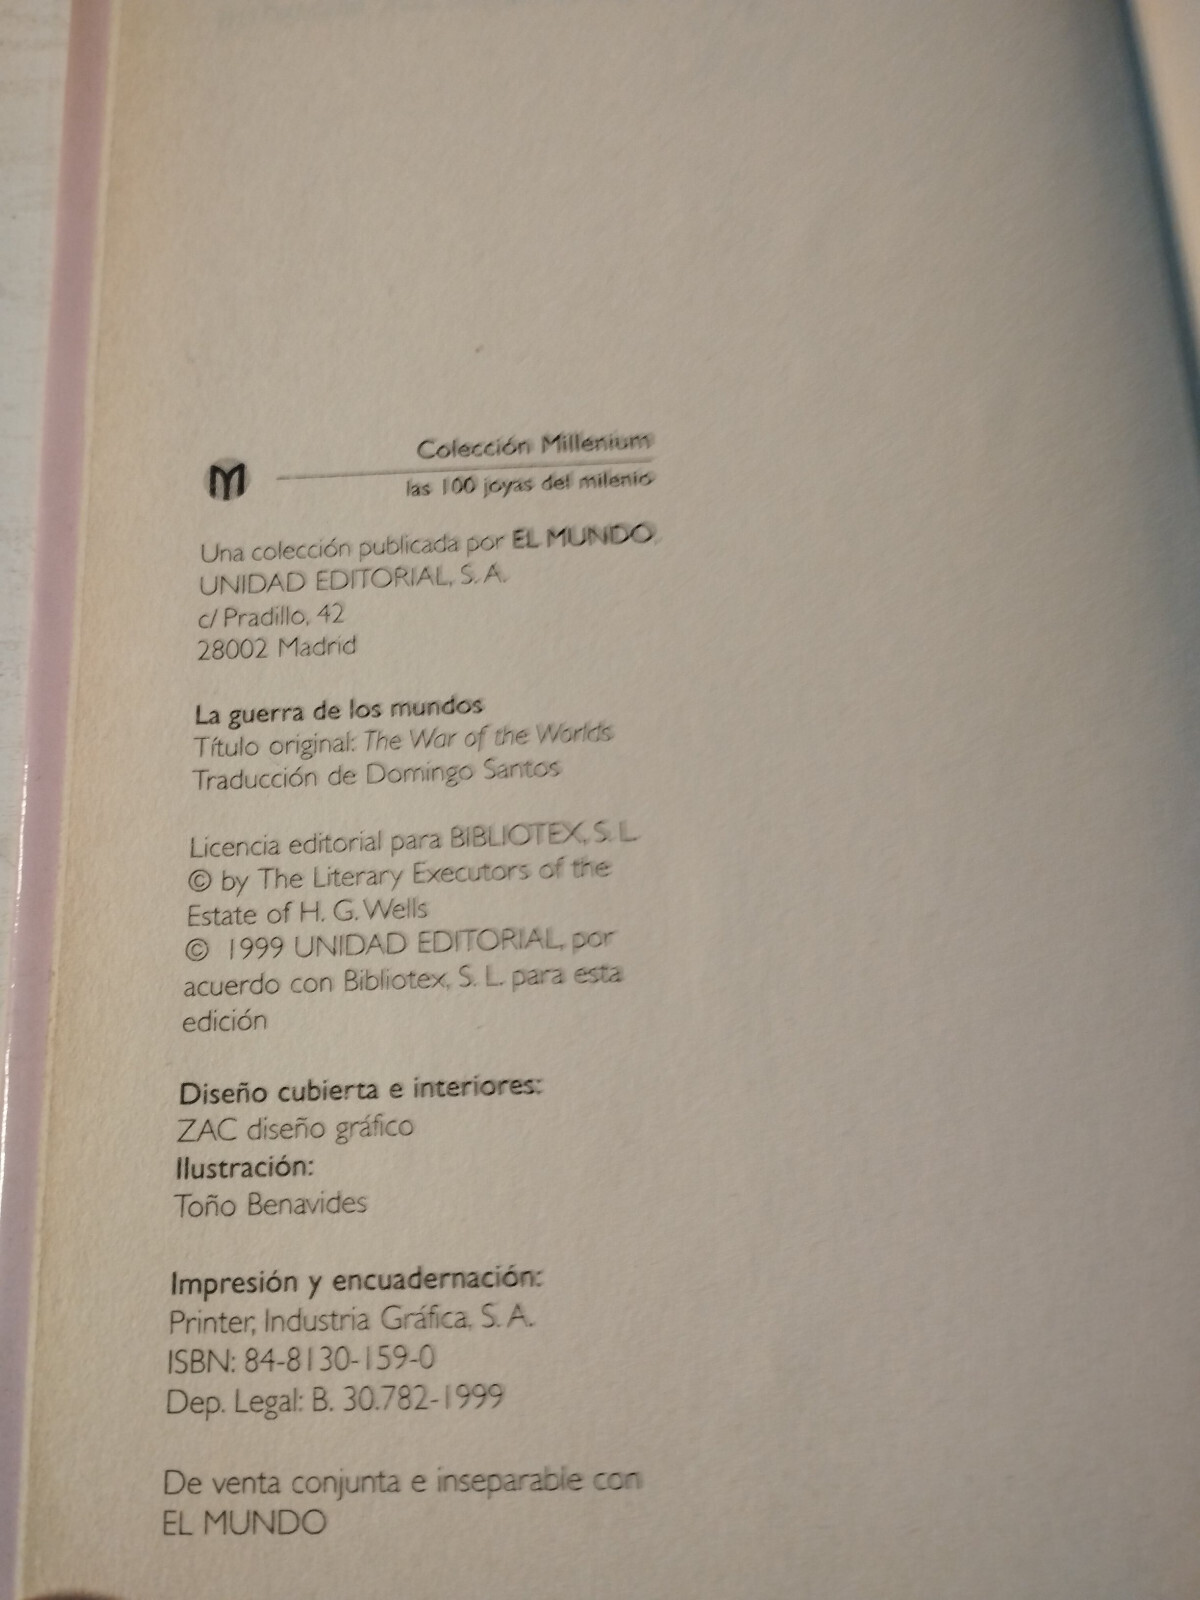 Colección Millenium
M
las 100 joyas del milenio
Una colección publicada por EL MUNDO,
UNIDAD EDITORIAL, S. A.
c/ Pradillo, 42
28002 Madrid
La guerra de los mundos
Título original: The War of the Worlds
Traducción de Domingo Santos
Licencia editorial para BIBLIOTEX, S. L.
© by The Literary Executors of the
Estate of H. G. Wells
© 1999 UNIDAD EDITORIAL, por
acuerdo con Bibliotex, S. L. para esta
edición
Diseño cubierta e interiores:
ZAC diseño gráfico
Ilustración:
Toño Benavides
Impresión y encuadernación:
Printer, Industria Gráfica, S. A.
ISBN: 84-8130-159-0
Dep. Legal: B. 30.782-1999
De venta conjunta e inseparable con
EL MUNDO